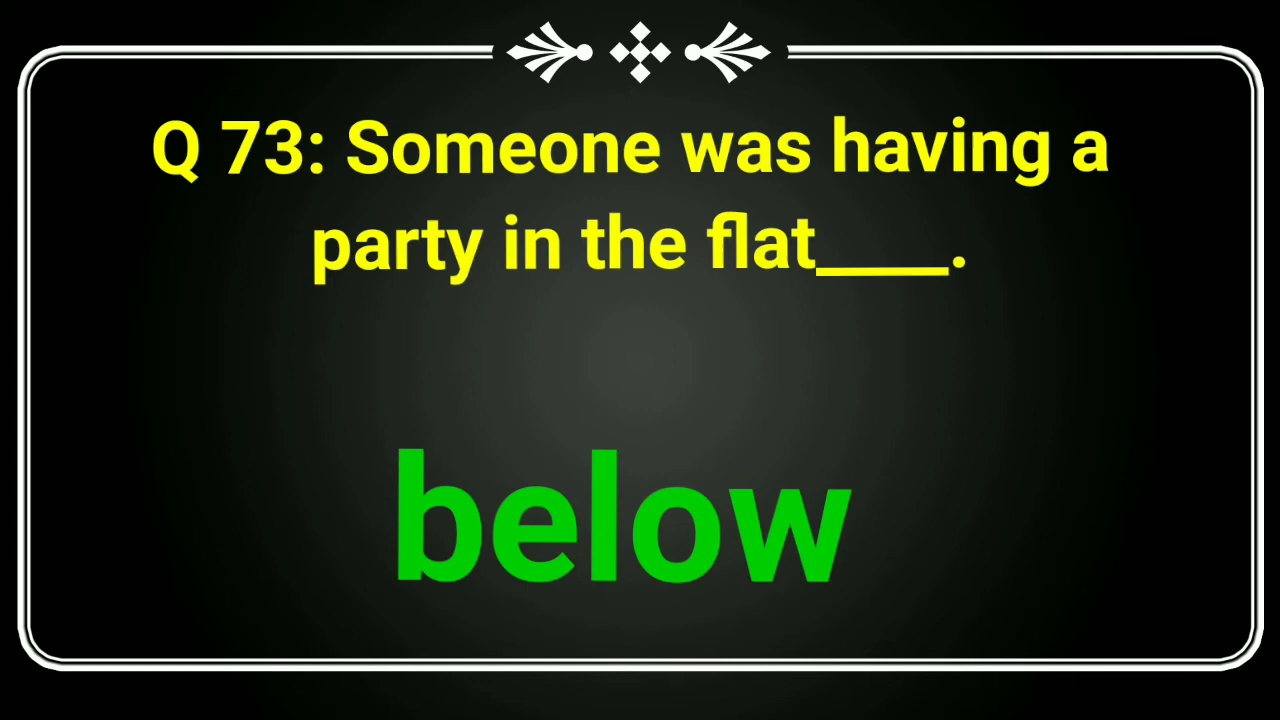 Q 73: Someone was having a
party in the flat____.
below